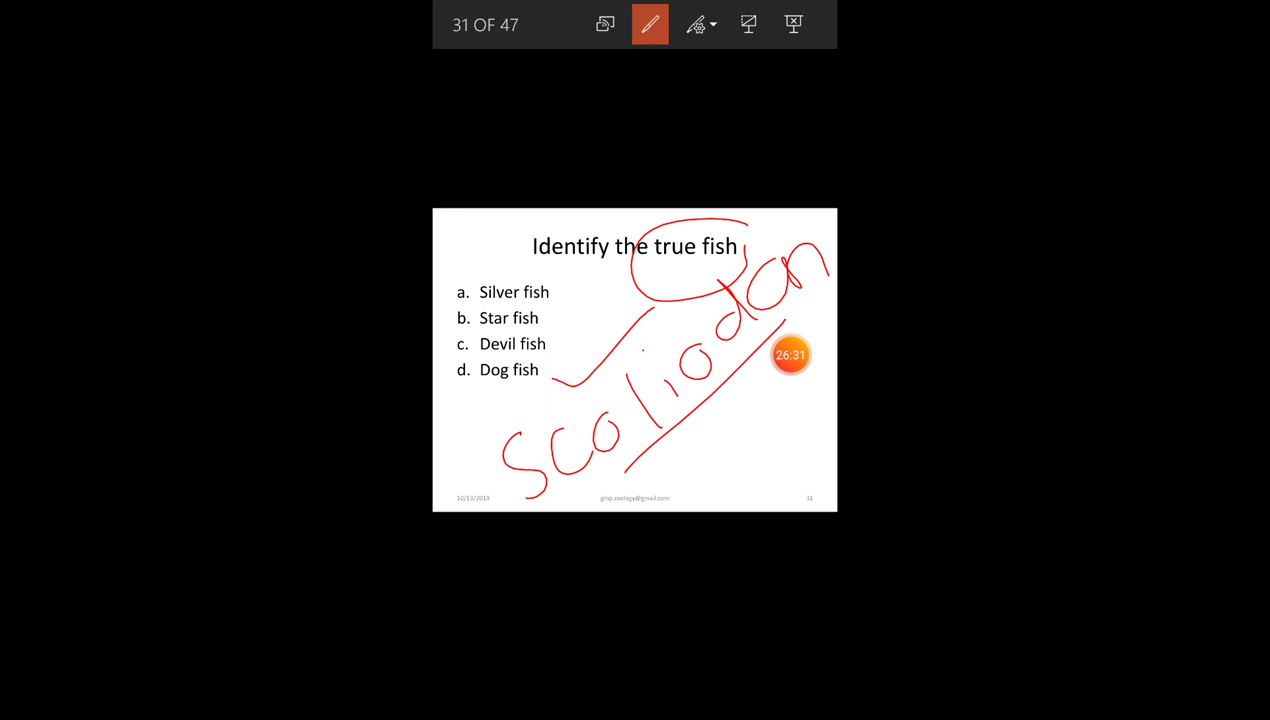 31 OF 47
Identify the true fish
a. Silver fish
b. Star fish
c. Devil fish
d. Dog fish
Scoliodan
26:31
10/13/2019
glnp.zoology@gmail.com
31